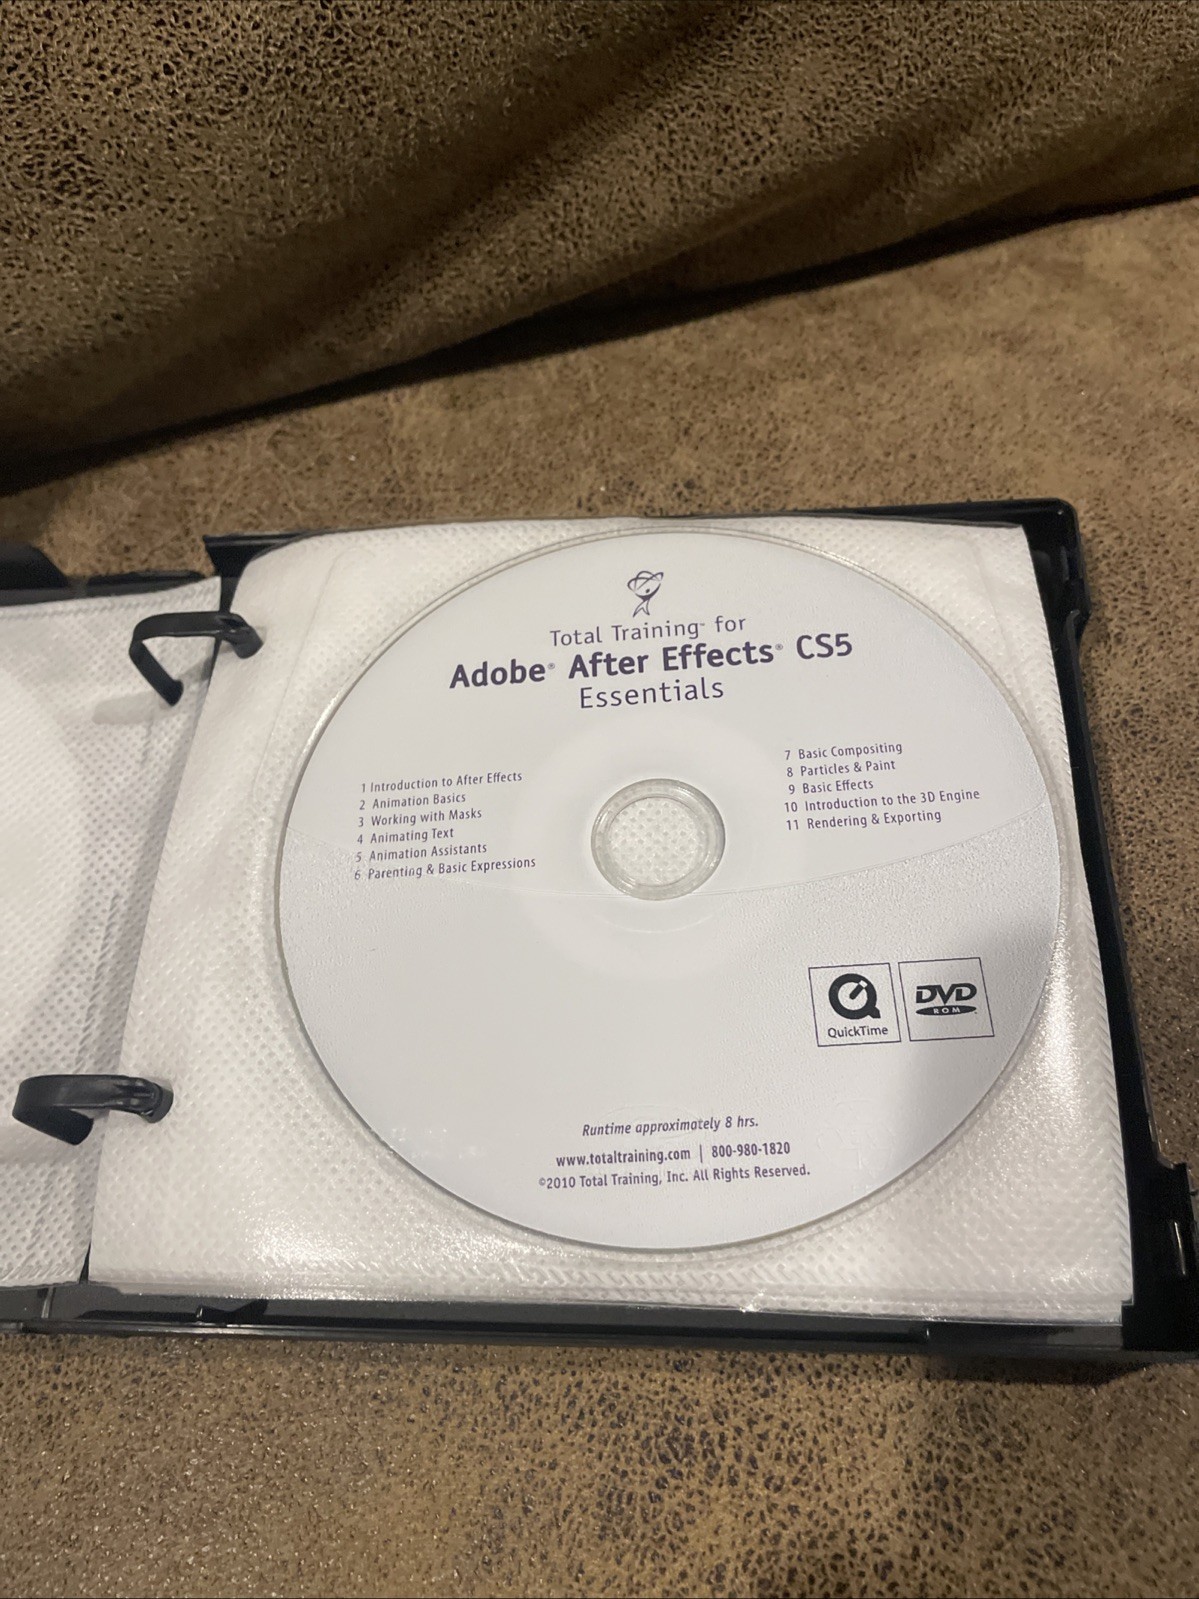 Total Training™ for
Adobe® After Effects® CS5
Essentials
1 Introduction to After Effects
2 Animation Basics
3 Working with Masks
4 Animating Text
5 Animation Assistants
6 Parenting & Basic Expressions
7 Basic Compositing
8 Particles & Paint
9 Basic Effects
10 Introduction to the 3D Engine
11 Rendering & Exporting
QuickTime
DVD
ROM
Runtime approximately 8 hrs.
www.totaltraining.com | 800-980-1820
©2010 Total Training, Inc. All Rights Reserved.